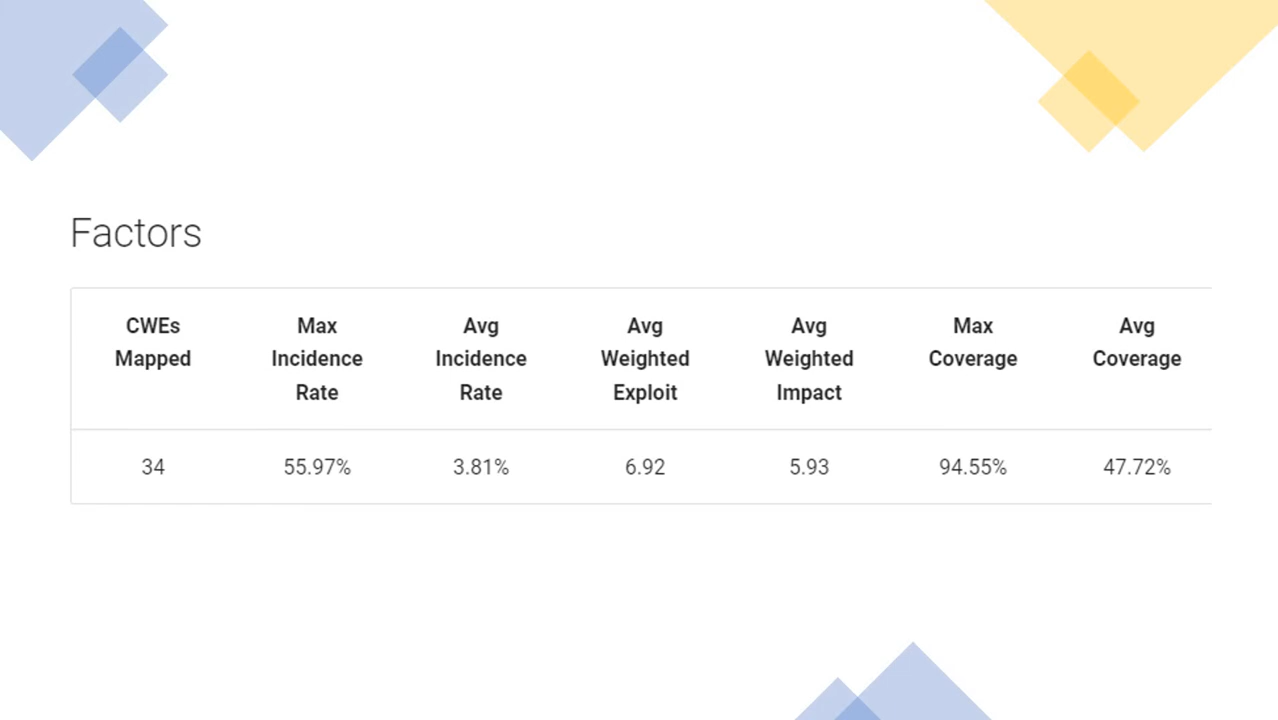 Factors
CWEs Mapped Max Incidence Rate Avg Incidence Rate Avg Weighted Exploit Avg Weighted Impact Max Coverage Avg Coverage
34 55.97% 3.81% 6.92 5.93 94.55% 47.72%